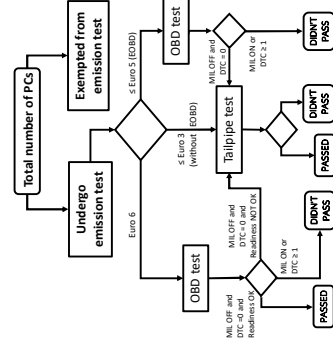 Total number of PCs
Undergo
emission test
Exempted from
emission test
Euro 6
≤ Euro 3
(without EOBD)
≤ Euro 5 (EOBD)
OBD test
OBD test
MIL OFF and
DTC = 0
MIL ON or
DTC ≥ 1
DIDN'T
PASS
Tailpipe test
MIL OFF and
DTC = 0 and
Readiness NOT OK
MIL OFF and
DTC =0 and
Readiness OK
MIL ON or
DTC ≥ 1
PASSED
DIDN'T
PASS
PASSED
DIDN'T
PASS